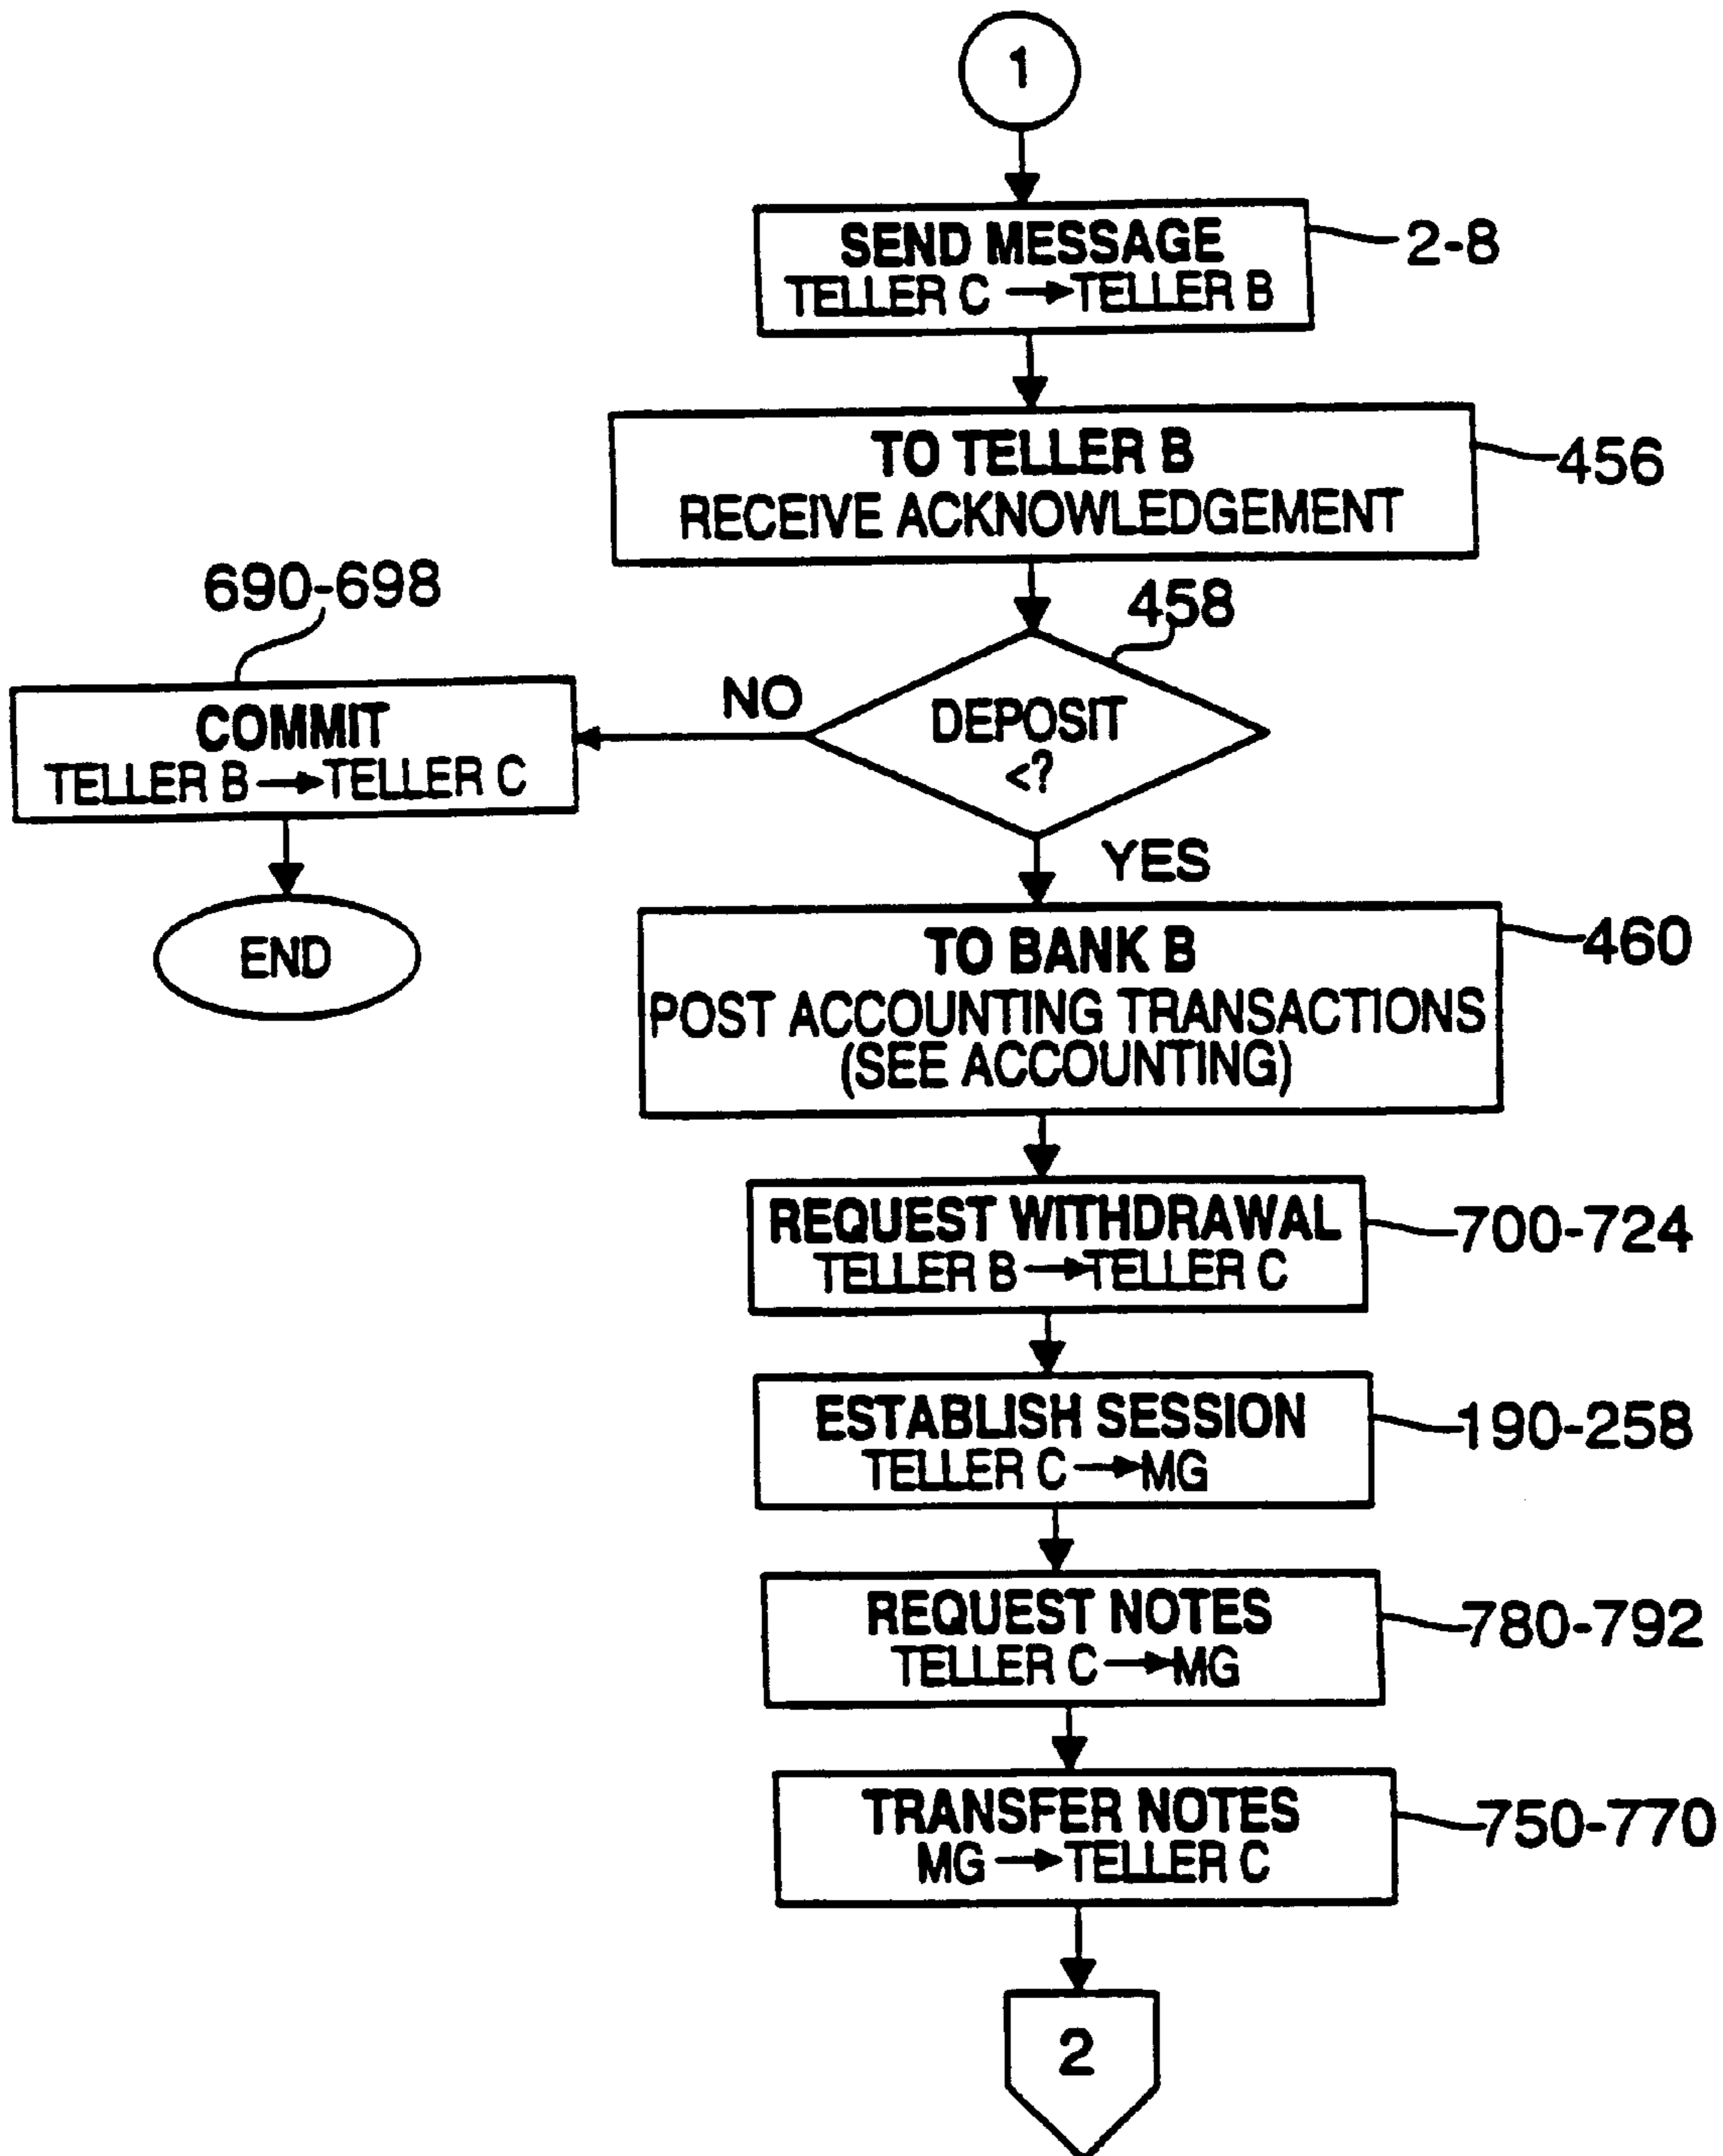 1
SEND MESSAGE
TELLER C → TELLER B
2-8
TO TELLER B
RECEIVE ACKNOWLEDGEMENT
456
690-698
458
COMMIT
TELLER B → TELLER C
NO
DEPOSIT
<?
YES
END
TO BANK B
POST ACCOUNTING TRANSACTIONS
(SEE ACCOUNTING)
460
REQUEST WITHDRAWAL
TELLER B → TELLER C
700-724
ESTABLISH SESSION
TELLER C → MG
190-258
REQUEST NOTES
TELLER C → MG
780-792
TRANSFER NOTES
MG → TELLER C
750-770
2